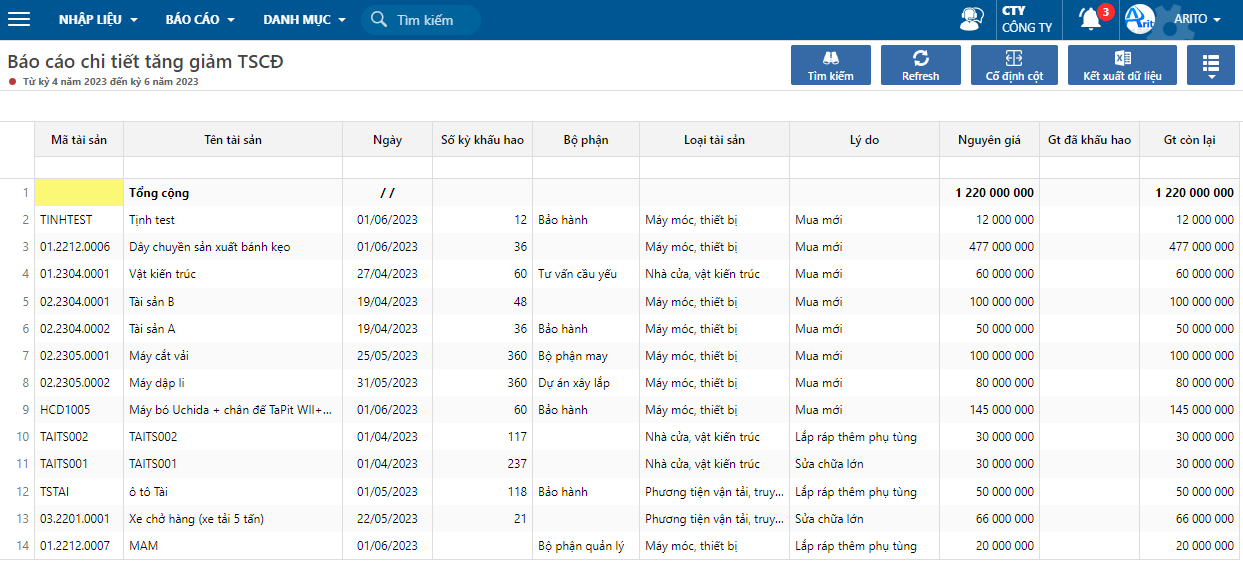 NHẬP LIỆU BÁO CÁO DANH MỤC Tìm kiếm CTY CÔNG TY 3 Arit ARITO
Báo cáo chi tiết tăng giảm TSCĐ
Từ kỳ 4 năm 2023 đến kỳ 6 năm 2023
Tìm kiếm Refresh Cố định cột Kết xuất dữ liệu
Mã tài sản Tên tài sản Ngày Số kỳ khấu hao Bộ phận Loại tài sản Lý do Nguyên giá Gt đã khấu hao Gt còn lại
1 Tổng cộng / / 1 220 000 000 1 220 000 000
2 TINHTEST Tịnh test 01/06/2023 12 Bảo hành Máy móc, thiết bị Mua mới 12 000 000 12 000 000
3 01.2212.0006 Dây chuyền sản xuất bánh kẹo 01/06/2023 36 Máy móc, thiết bị Mua mới 477 000 000 477 000 000
4 01.2304.0001 Vật kiến trúc 27/04/2023 60 Tư vấn cầu yếu Nhà cửa, vật kiến trúc Mua mới 60 000 000 60 000 000
5 02.2304.0001 Tài sản B 19/04/2023 48 Máy móc, thiết bị Mua mới 100 000 000 100 000 000
6 02.2304.0002 Tài sản A 19/04/2023 36 Bảo hành Máy móc, thiết bị Mua mới 50 000 000 50 000 000
7 02.2305.0001 Máy cắt vải 25/05/2023 360 Bộ phận may Máy móc, thiết bị Mua mới 100 000 000 100 000 000
8 02.2305.0002 Máy dập li 31/05/2023 360 Dự án xây lắp Máy móc, thiết bị Mua mới 80 000 000 80 000 000
9 HCD1005 Máy bó Uchida + chân đế TaPit WII+... 01/06/2023 60 Bảo hành Máy móc, thiết bị Mua mới 145 000 000 145 000 000
10 TAITS002 TAITS002 01/04/2023 117 Nhà cửa, vật kiến trúc Lắp ráp thêm phụ tùng 30 000 000 30 000 000
11 TAITS001 TAITS001 01/04/2023 237 Nhà cửa, vật kiến trúc Sửa chữa lớn 30 000 000 30 000 000
12 TSTAI ô tô Tài 01/05/2023 118 Bảo hành Phương tiện vận tải, truy... Lắp ráp thêm phụ tùng 50 000 000 50 000 000
13 03.2201.0001 Xe chở hàng (xe tải 5 tấn) 22/05/2023 21 Phương tiện vận tải, truy... Sửa chữa lớn 66 000 000 66 000 000
14 01.2212.0007 MAM 01/06/2023 Bộ phận quản lý Máy móc, thiết bị Lắp ráp thêm phụ tùng 20 000 000 20 000 000